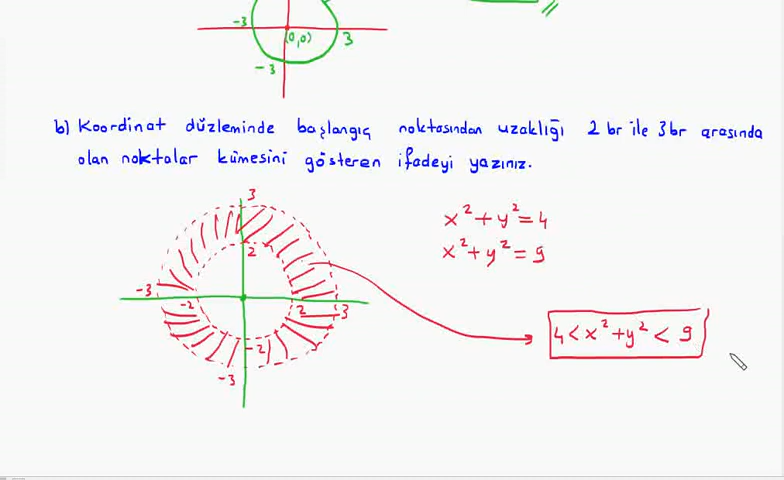 -3
(0,0)
3
-3
b) Koordinat düzleminde başlangıç noktasından uzaklığı 2 br ile 3 br arasında
olan noktalar kümesini gösteren ifadeyi yazınız.
3
x² + y² = 4
2
x² + y² = 9
-3
-2
2
3
4 < x² + y² < 9
-2
-3